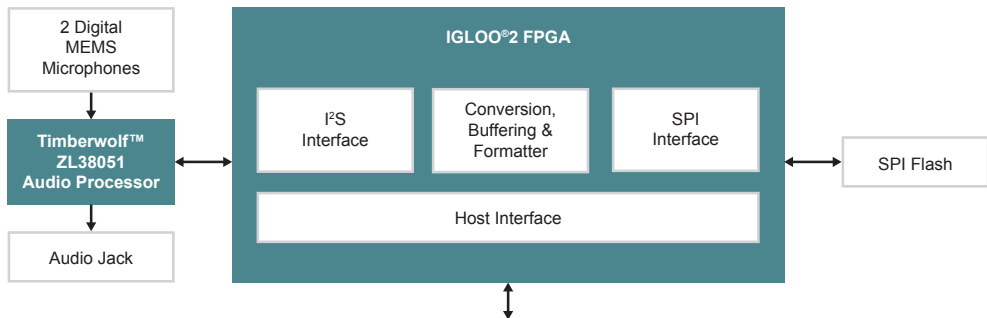 2 Digital
MEMS
Microphones
Timberwolf™
ZL38051
Audio Processor
Audio Jack
IGLOO®2 FPGA
I²S
Interface
Conversion,
Buffering &
Formatter
SPI
Interface
Host Interface
SPI Flash